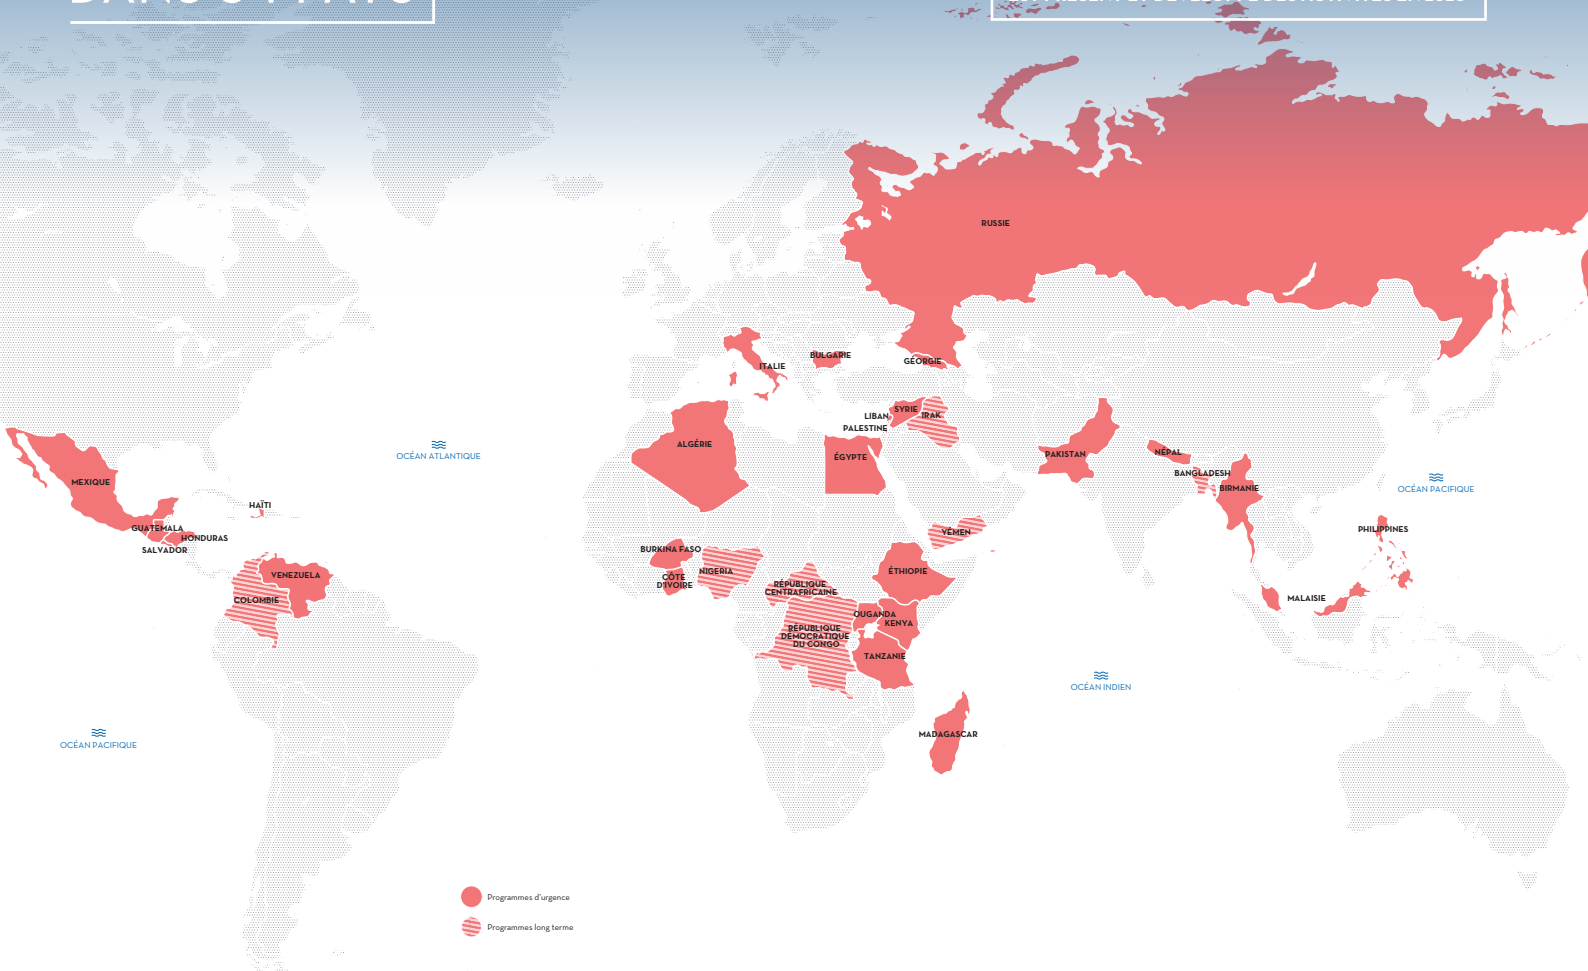 RUSSIE
BULGARIE
GÉORGIE
ITALIE
SYRIE
LIBAN
IRAK
PALESTINE
ALGÉRIE
ÉGYPTE
OCÉAN ATLANTIQUE
PAKISTAN
NÉPAL
BANGLADESH
BIRMANIE
OCÉAN PACIFIQUE
MEXIQUE
HAÏTI
GUATEMALA
HONDURAS
SALVADOR
PHILIPPINES
YÉMEN
BURKINA FASO
VENEZUELA
NIGERIA
CÔTE
D'IVOIRE
ÉTHIOPIE
RÉPUBLIQUE
CENTRAFRICAINE
COLOMBIE
MALAISIE
OUGANDA
KENYA
RÉPUBLIQUE
DÉMOCRATIQUE
DU CONGO
TANZANIE
OCÉAN INDIEN
MADAGASCAR
OCÉAN PACIFIQUE
Programmes d'urgence
Programmes long terme